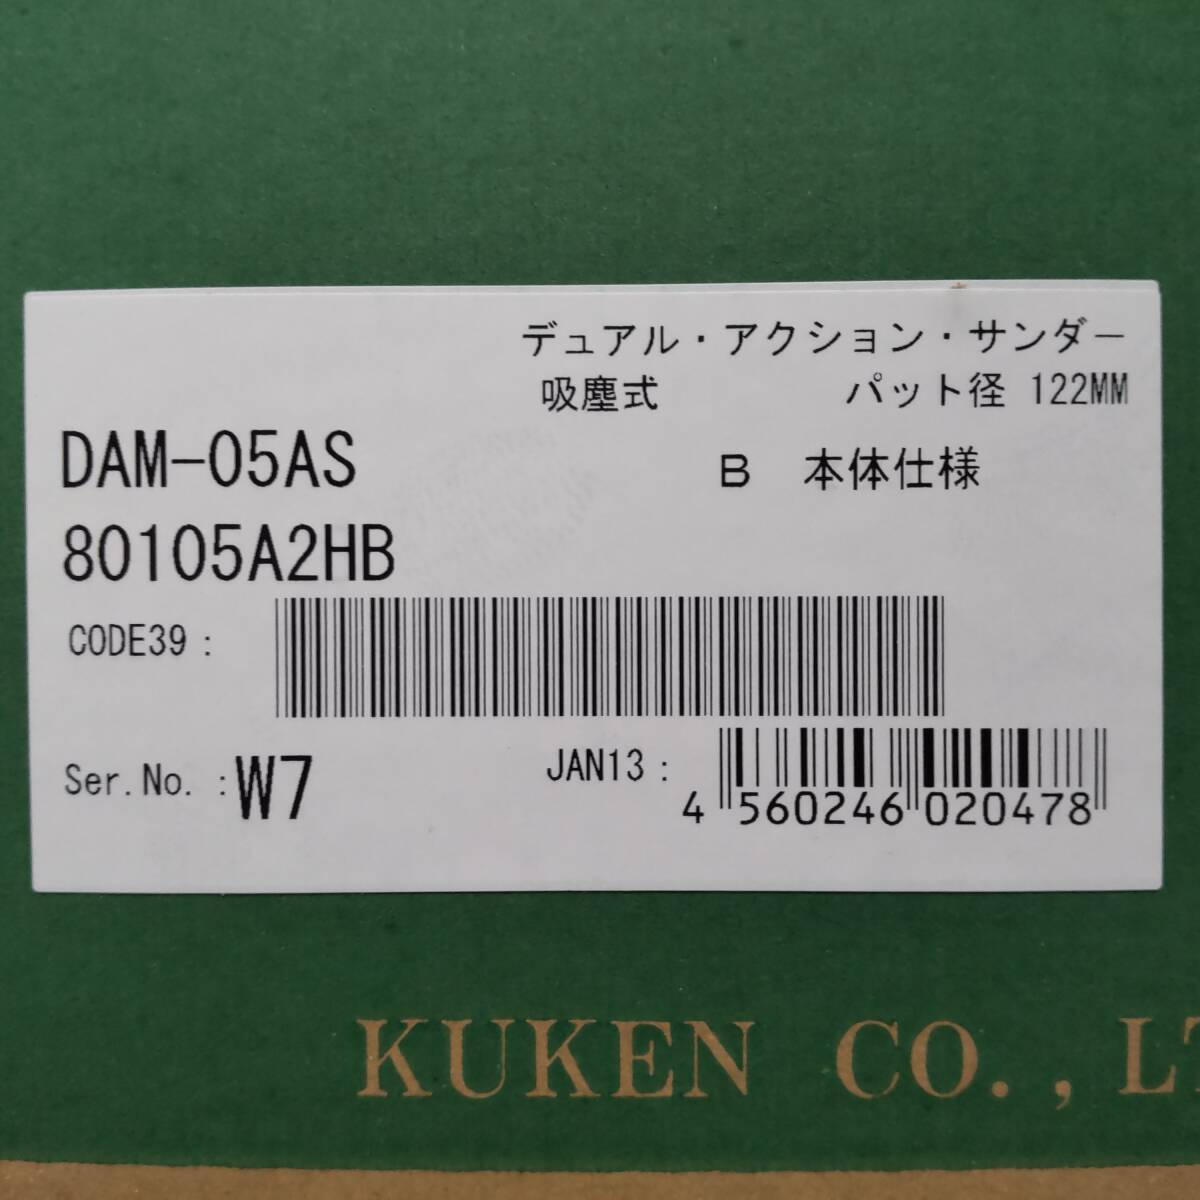 デュアル・アクション・サンダー
吸塵式 パット径 122MM
DAM-05AS B 本体仕様
80105A2HB
CODE39 :
Ser.No. :W7 JAN13 :
4 560246 020478
KUKEN CO., LT